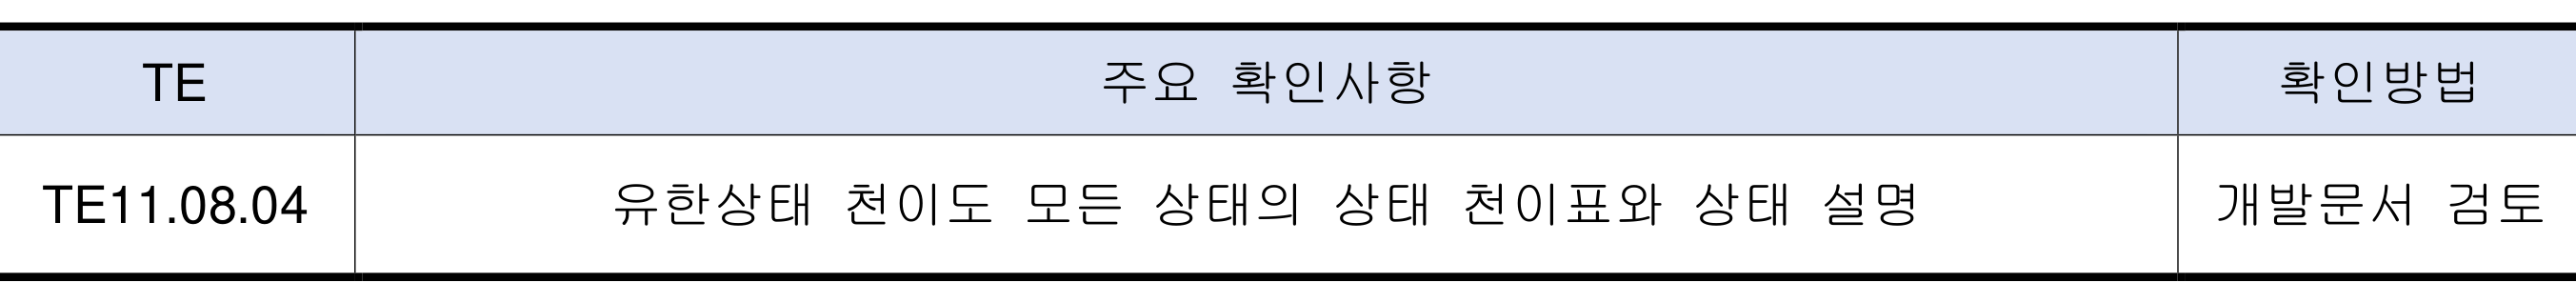 TE 주요 확인사항 확인방법
TE11.08.04 유한상태 천이도 모든 상태의 상태 천이표와 상태 설명 개발문서 검토